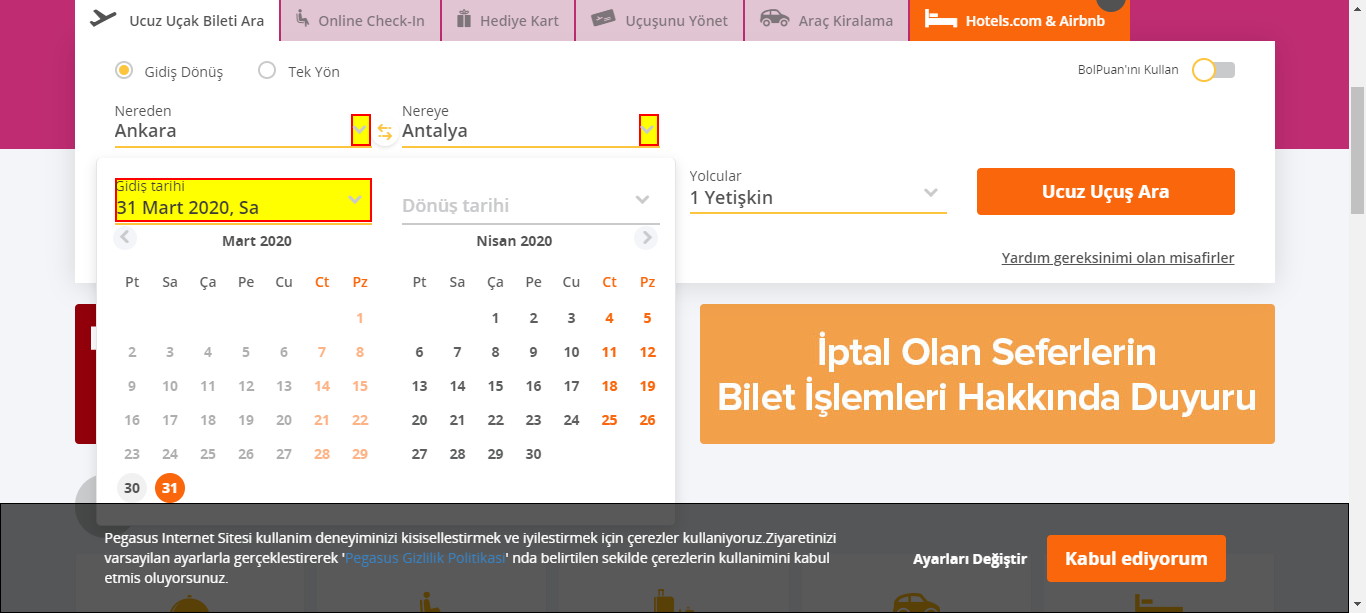 Ucuz Uçak Bileti Ara
Online Check-In
Hediye Kart
Uçuşunu Yönet
Araç Kiralama
Hotels.com & Airbnb
Gidiş Dönüş
Tek Yön
BolPuan'ını Kullan
Nereden
Nereye
Ankara
Antalya
Gidiş tarihi
31 Mart 2020, Sa
Dönüş tarihi
Yolcular
1 Yetişkin
Ucuz Uçuş Ara
Yardım gereksinimi olan misafirler
Mart 2020
Pt Sa Ça Pe Cu Ct Pz
1
2 3 4 5 6 7 8
9 10 11 12 13 14 15
16 17 18 19 20 21 22
23 24 25 26 27 28 29
30 31
Nisan 2020
Pt Sa Ça Pe Cu Ct Pz
1 2 3 4 5
6 7 8 9 10 11 12
13 14 15 16 17 18 19
20 21 22 23 24 25 26
27 28 29 30
İptal Olan Seferlerin
Bilet İşlemleri Hakkında Duyuru
Pegasus Internet Sitesi kullanim deneyiminizi kisisellestirmek ve iyilestirmek için çerezler kullaniyoruz.Ziyaretinizi
varsayilan ayarlarla gerçeklestirerek 'Pegasus Gizlilik Politikasi' nda belirtilen sekilde çerezlerin kullanimini kabul
etmis oluyorsunuz.
Ayarları Değiştir
Kabul ediyorum